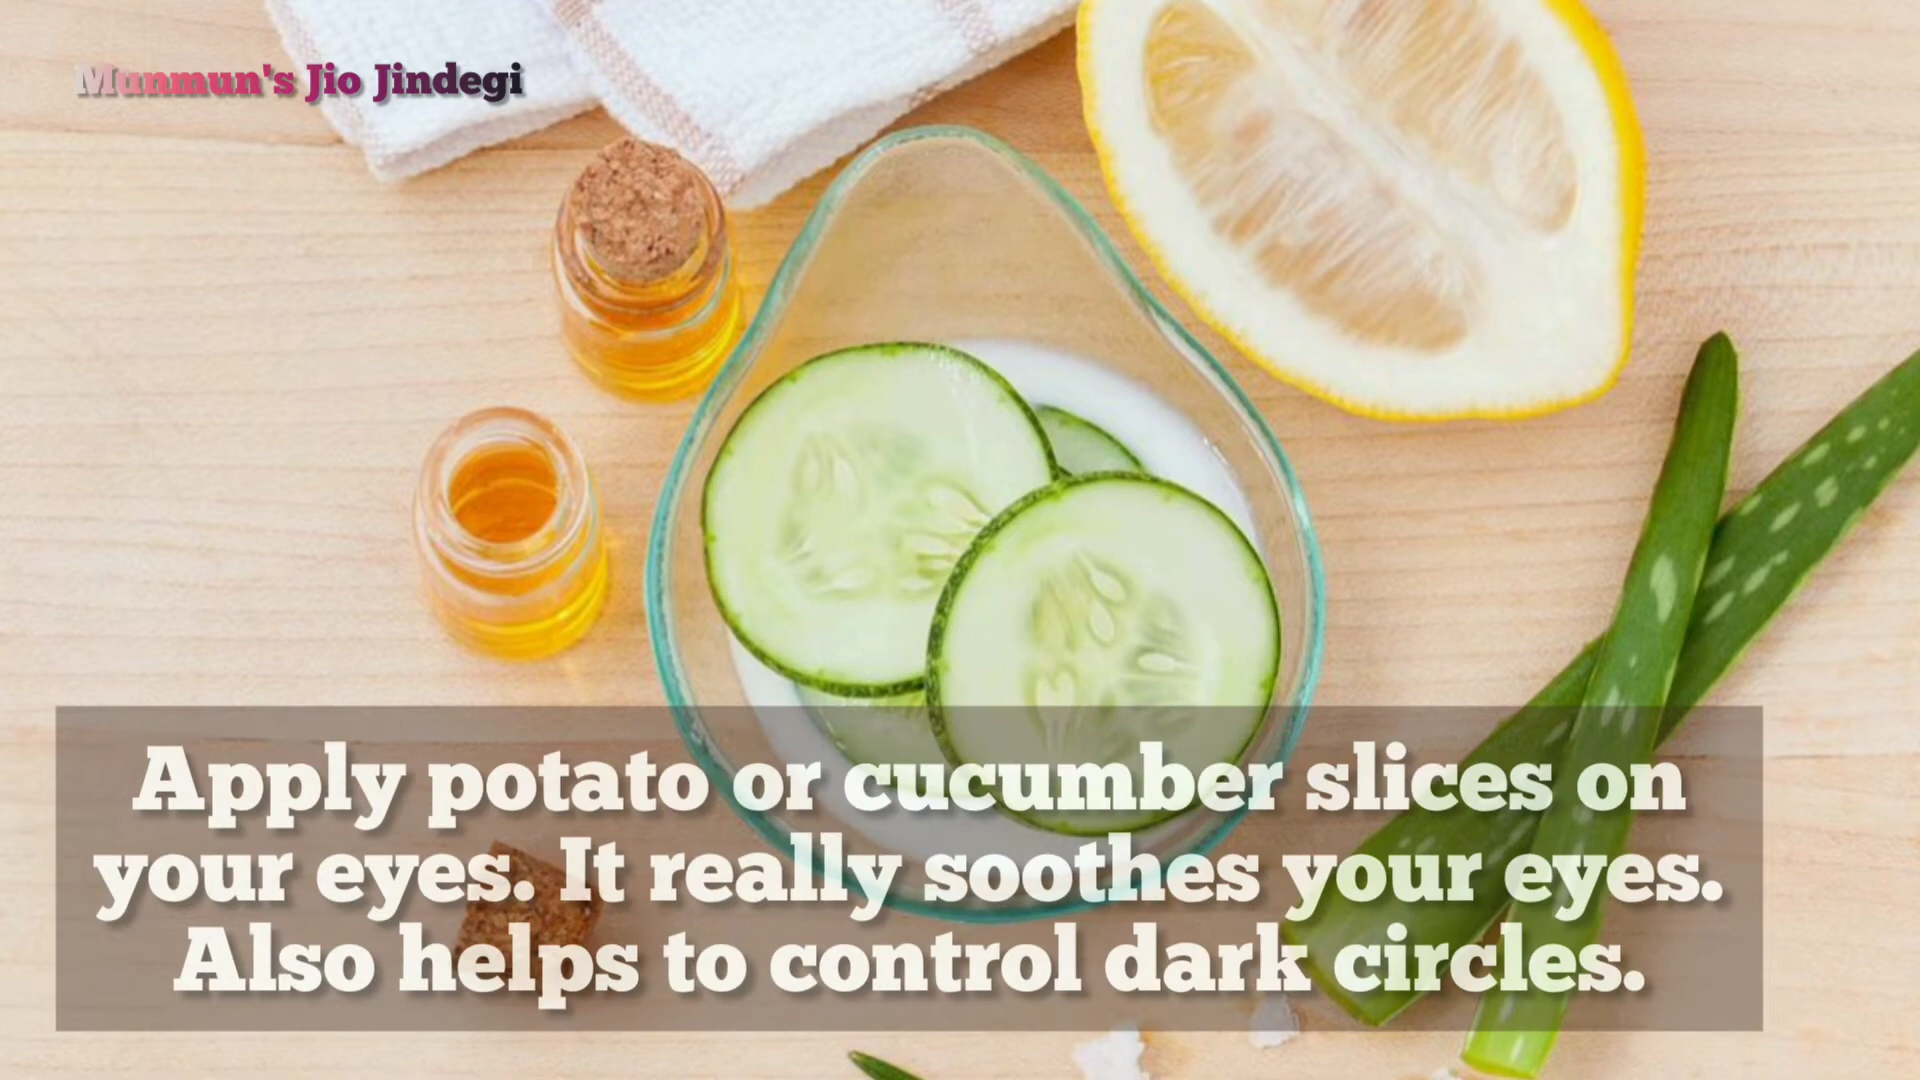 Munmun's Jio Jindegi
Apply potato or cucumber slices on
your eyes. It really soothes your eyes.
Also helps to control dark circles.